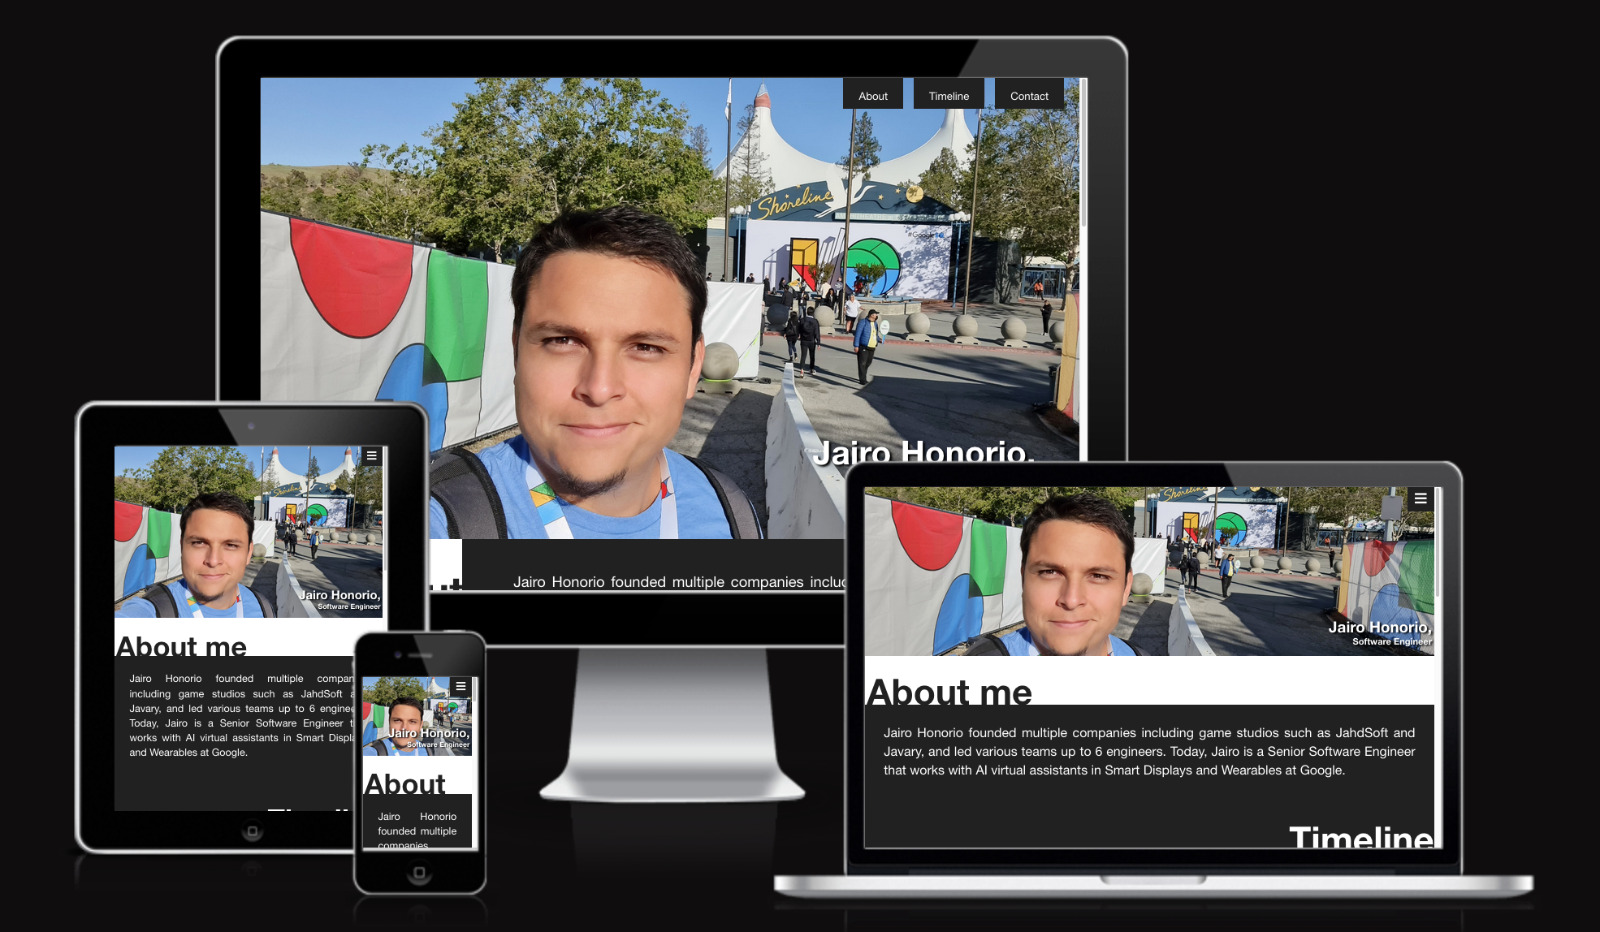 About
Timeline
Contact
Shoreline
Google
Jairo Honorio,
Jairo Honorio founded multiple companies
Jairo Honorio,
Software Engineer
About me
Jairo Honorio founded multiple
including game studios such as JahdSoft
Javary, and led various teams up to 6
Today, Jairo is a Senior Software Engineer
works with AI virtual assistants in Smart
and Wearables at Google.
Jairo Honorio,
Software Engineer
About
Jairo Honorio
founded multiple
companies
Shoreline
Jairo Honorio,
Software Engineer
About me
Jairo Honorio founded multiple companies including game studios such as JahdSoft and
Javary, and led various teams up to 6 engineers. Today, Jairo is a Senior Software Engineer
that works with AI virtual assistants in Smart Displays and Wearables at Google.
Timeline